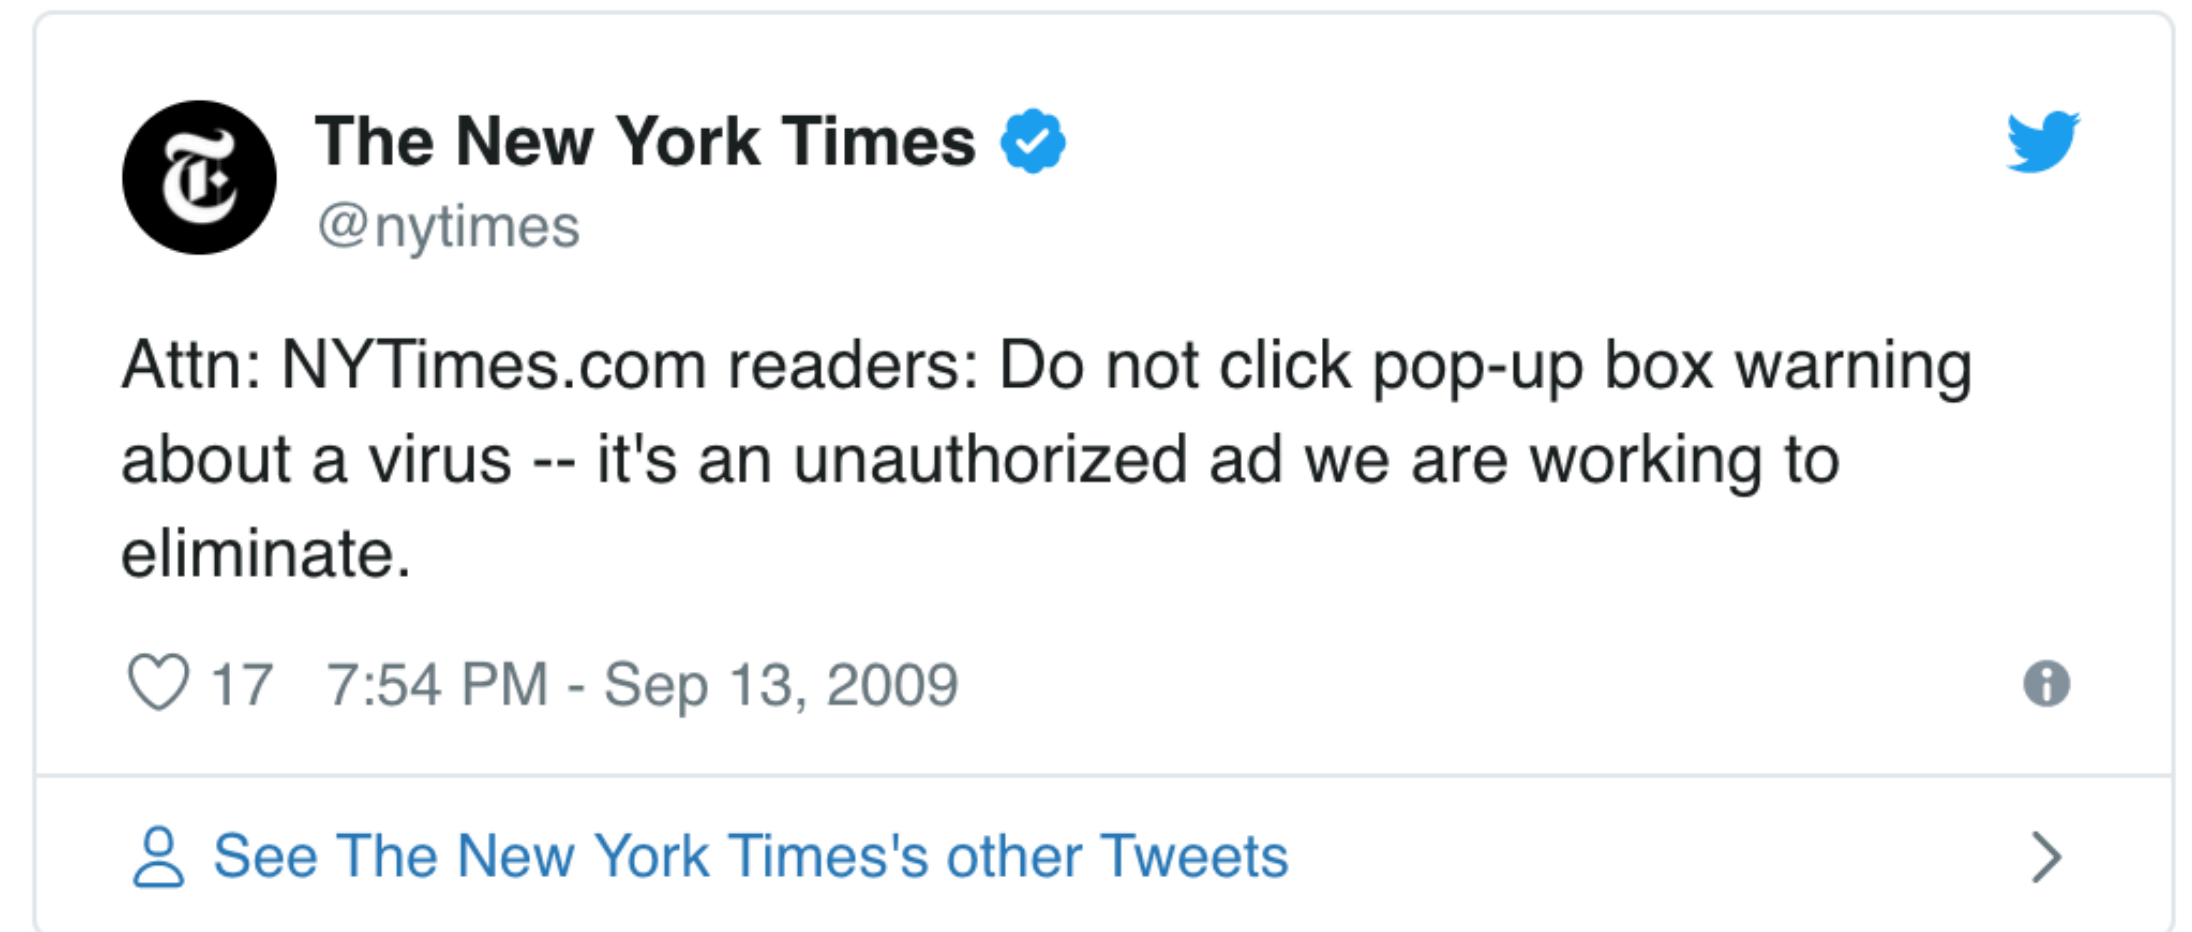 The New York Times
@nytimes
Attn: NYTimes.com readers: Do not click pop-up box warning
about a virus -- it's an unauthorized ad we are working to
eliminate.
17 7:54 PM - Sep 13, 2009
See The New York Times's other Tweets